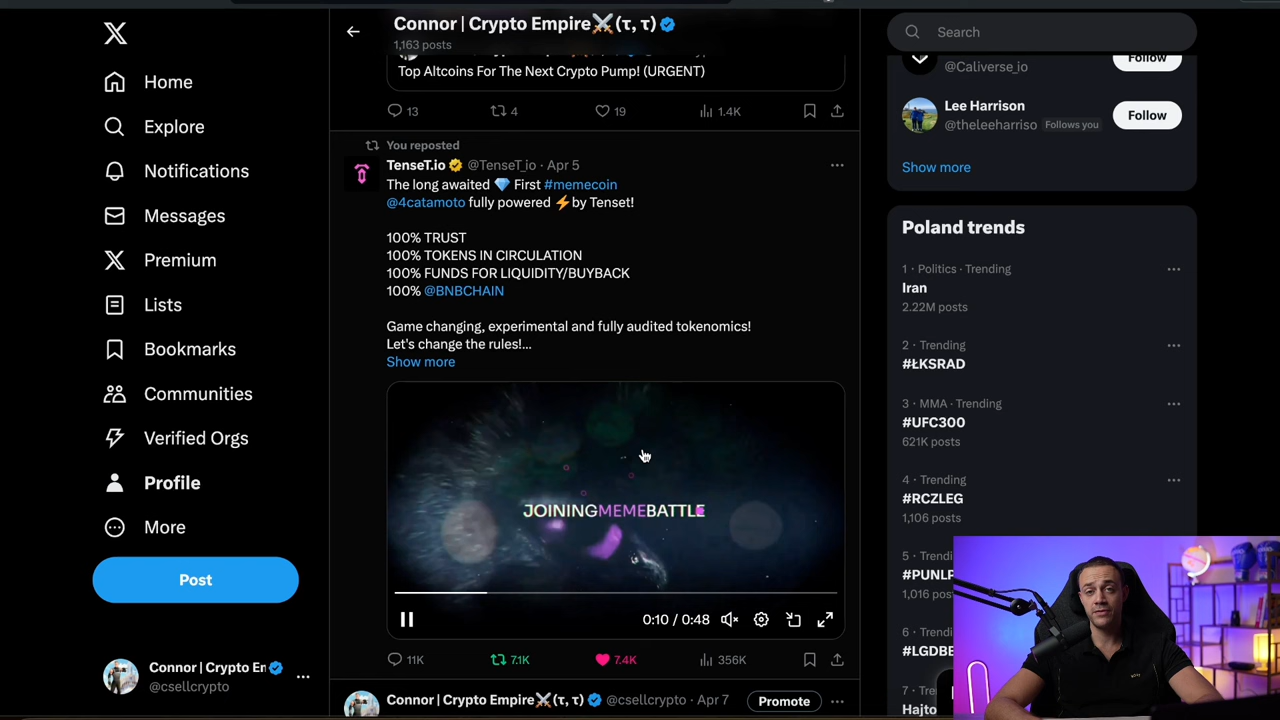 Home
Explore
Notifications
Messages
Premium
Lists
Bookmarks
Communities
Verified Orgs
Profile
More
Post
Connor | Crypto En
@csellcrypto
Connor | Crypto Empire⚔️(τ, τ)
1,163 posts
Top Altcoins For The Next Crypto Pump! (URGENT)
13 4 19 1.4K
You reposted
TenseT.io @TenseT_io · Apr 5
The long awaited 💎 First #memecoin
@4catamoto fully powered ⚡by Tenset!
100% TRUST
100% TOKENS IN CIRCULATION
100% FUNDS FOR LIQUIDITY/BUYBACK
100% @BNBCHAIN
Game changing, experimental and fully audited tokenomics!
Let's change the rules!...
Show more
JOININGMEMEBATTLE
0:10 / 0:48
11K 7.1K 7.4K 356K
Connor | Crypto Empire⚔️(τ, τ) @csellcrypto · Apr 7
Promote
Search
@Caliverse_io
Follow
Lee Harrison
@theleeharriso Follows you
Follow
Show more
Poland trends
1 · Politics · Trending
Iran
2.22M posts
2 · Trending
#ŁKSRAD
3 · MMA · Trending
#UFC300
621K posts
4 · Trending
#RCZLEG
1,106 posts
5 · Trendi
#PUNLP
1,016 pos
6 · Trendi
#LGDBE
7 · Tre
Hajto